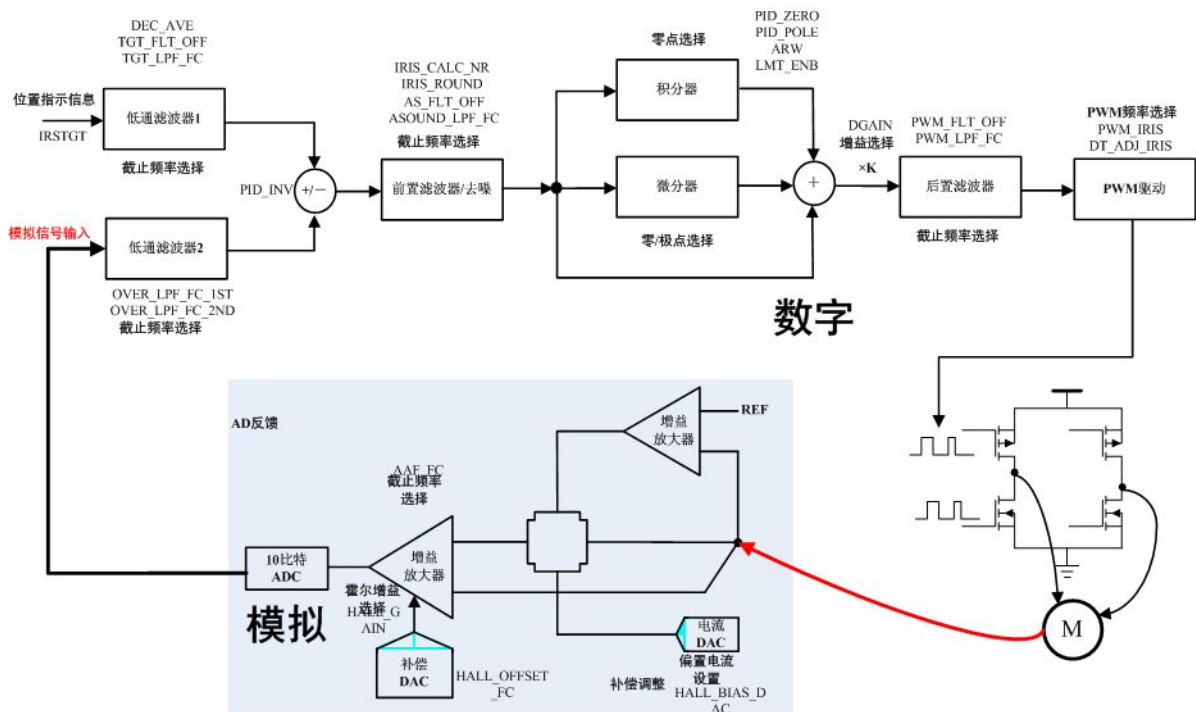 DEC_AVE
TGT_FLT_OFF
TGT_LPF_FC
位置指示信息
IRSTGT
低通滤波器1
截止频率选择
PID_INV
+/−
模拟信号输入
低通滤波器2
OVER_LPF_FC_1ST
OVER_LPF_FC_2ND
截止频率选择
IRIS_CALC_NR
IRIS_ROUND
AS_FLT_OFF
ASOUND_LPF_FC
截止频率选择
前置滤波器/去噪
零点选择
积分器
微分器
零/极点选择
PID_ZERO
PID_POLE
ARW
LMT_ENB
+
DGAIN
增益选择
×K
PWM_FLT_OFF
PWM_LPF_FC
后置滤波器
截止频率选择
PWM频率选择
PWM_IRIS
DT_ADJ_IRIS
PWM驱动
数字
AD反馈
增益
放大器
REF
AAF_FC
截止频率
选择
10比特
ADC
增益
放大器
霍尔增益
选择
HALL_G
AIN
模拟
补偿
DAC
HALL_OFFSET
_FC
电流
DAC
偏置电流
设置
补偿调整
HALL_BIAS_D
AC
M